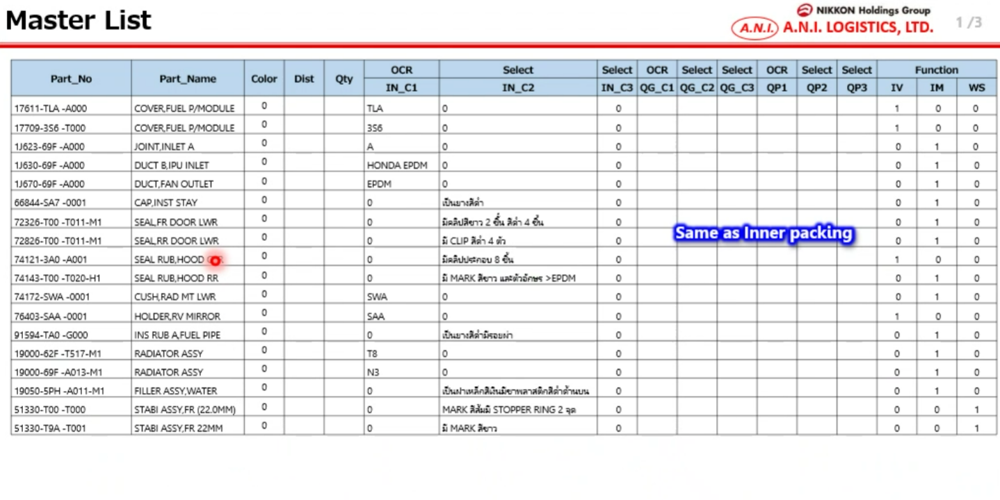 Master List
NIKKON Holdings Group
A.N.I. A.N.I. LOGISTICS, LTD.
1 /3
Part_No Part_Name Color Dist Qty OCR Select Select OCR Select Select OCR Select Select Function
IN_C1 IN_C2 IN_C3 QG_C1 QG_C2 QG_C3 QP1 QP2 QP3 IV IM WS
17611-TLA -A000 COVER,FUEL P/MODULE 0 TLA 0 0 1 0 0
17709-3S6 -T000 COVER,FUEL P/MODULE 0 3S6 0 0 1 0 0
1J623-69F -A000 JOINT,INLET A 0 A 0 0 0 1 0
1J630-69F -A000 DUCT B,IPU INLET 0 HONDA EPDM 0 0 0 1 0
1J670-69F -A000 DUCT,FAN OUTLET 0 EPDM 0 0 0 1 0
66844-SA7 -0001 CAP,INST STAY 0 0 เป็นยางสีดำ 0 0 1 0
72326-T00 -T011-M1 SEAL,FR DOOR LWR 0 0 มีคลิปสีขาว 2 ชิ้น สีดำ 4 ชิ้น 0 0 1 0
72826-T00 -T011-M1 SEAL,RR DOOR LWR 0 0 มี CLIP สีดำ 4 ตัว 0 0 1 0
Same as Inner packing
74121-3A0 -A001 SEAL RUB,HOOD 0 0 มีคลิปประกอบ 8 ชิ้น 0 1 0 0
74143-T00 -T020-H1 SEAL RUB,HOOD RR 0 0 มี MARK สีขาว และตัวอักษร >EPDM 0 0 1 0
74172-SWA -0001 CUSH,RAD MT LWR 0 SWA 0 0 0 1 0
76403-SAA -0001 HOLDER,RV MIRROR 0 SAA 0 0 1 0 0
91594-TA0 -G000 INS RUB A,FUEL PIPE 0 0 เป็นยางสีดำมีรอยผ่า 0 0 1 0
19000-62F -T517-M1 RADIATOR ASSY 0 T8 0 0 0 1 0
19000-69F -A013-M1 RADIATOR ASSY 0 N3 0 0 0 1 0
19050-5PH -A011-M1 FILLER ASSY,WATER 0 0 เป็นฝาเหล็กสีเงินมีขาพลาสติกสีดำด้านบน 0 0 1 0
51330-T00 -T000 STABI ASSY,FR (22.0MM) 0 0 MARK สีส้มมี STOPPER RING 2 จุด 0 0 0 1
51330-T9A -T001 STABI ASSY,FR 22MM 0 0 มี MARK สีขาว 0 0 0 1